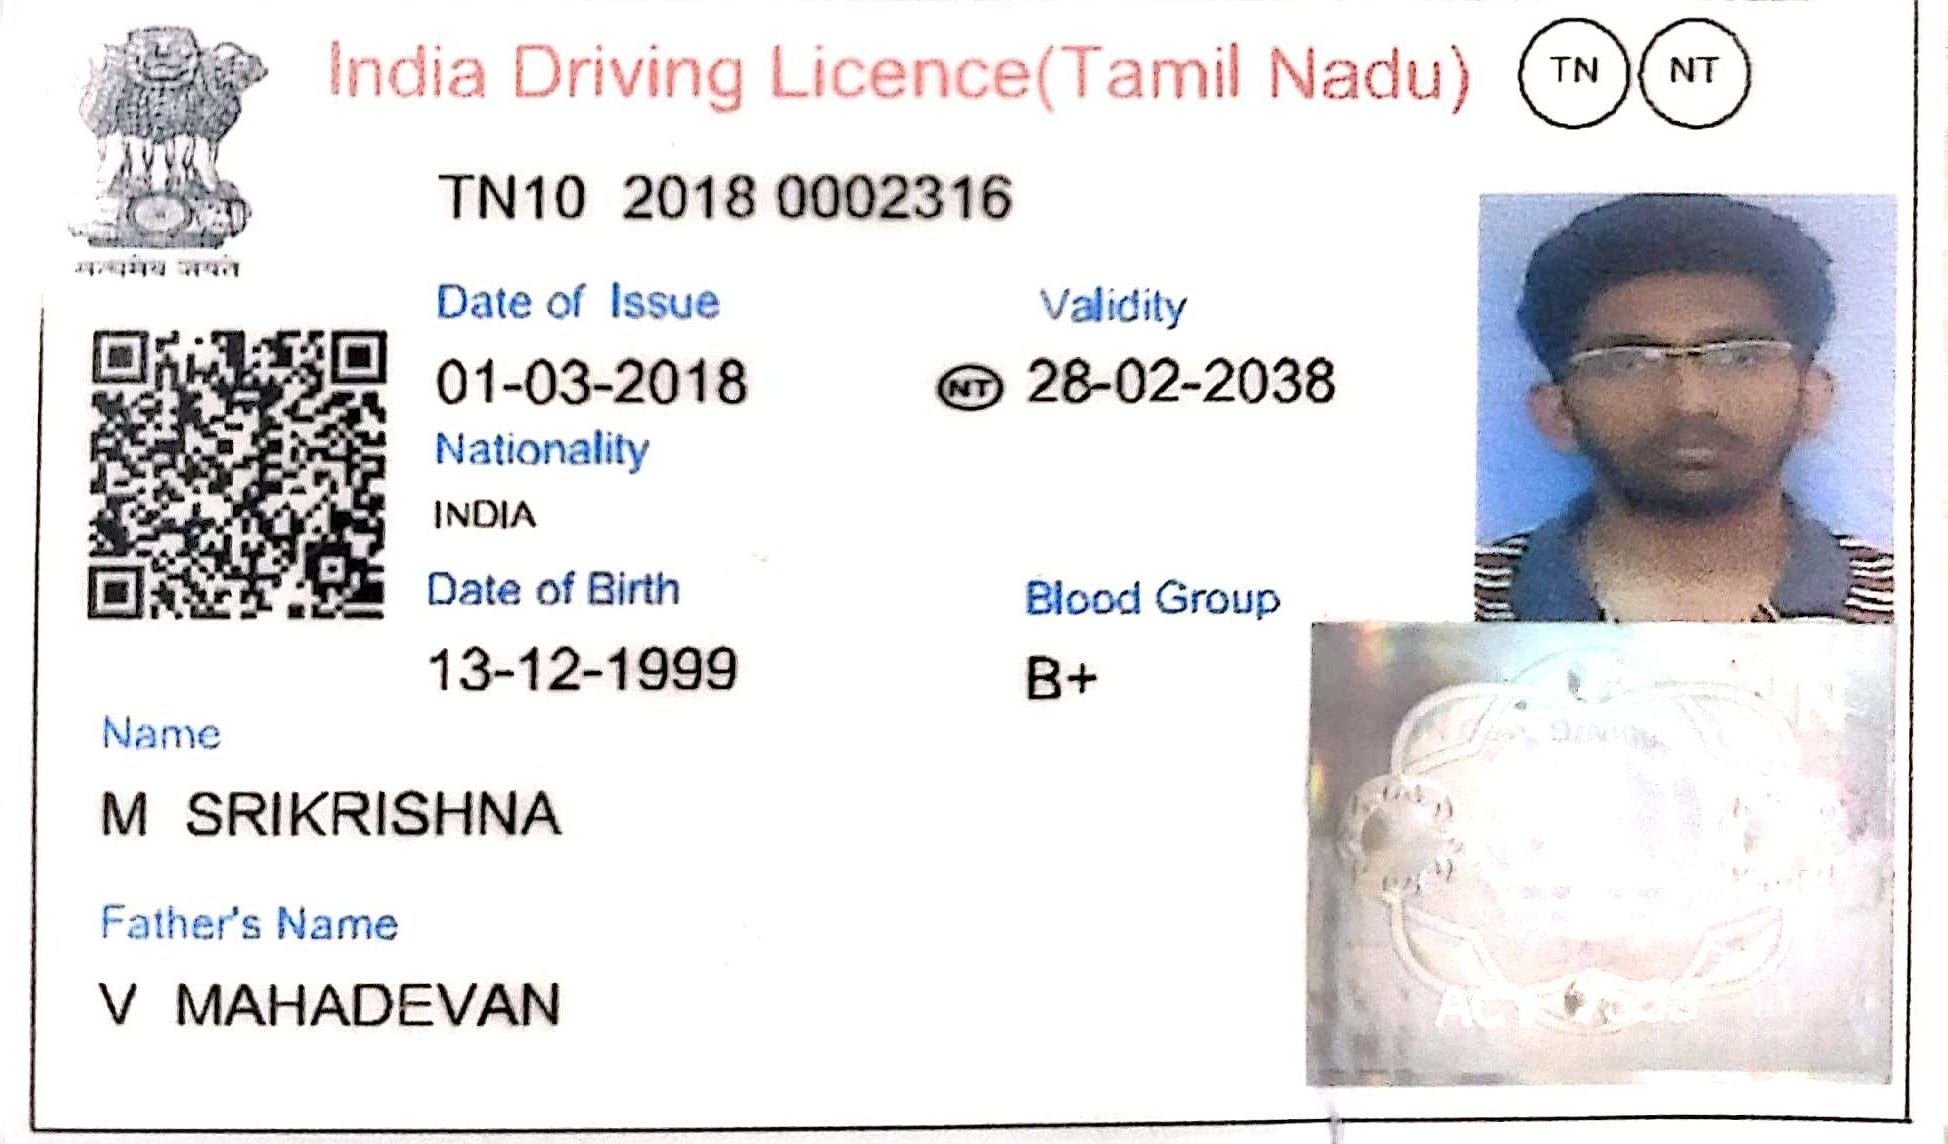 India Driving Licence(Tamil Nadu) TN NT
TN10 2018 0002316
सत्यमेव जयते
Date of Issue Validity
01-03-2018 NT 28-02-2038
Nationality
INDIA
Date of Birth Blood Group
13-12-1999 B+
Name
M SRIKRISHNA
Father's Name
V MAHADEVAN